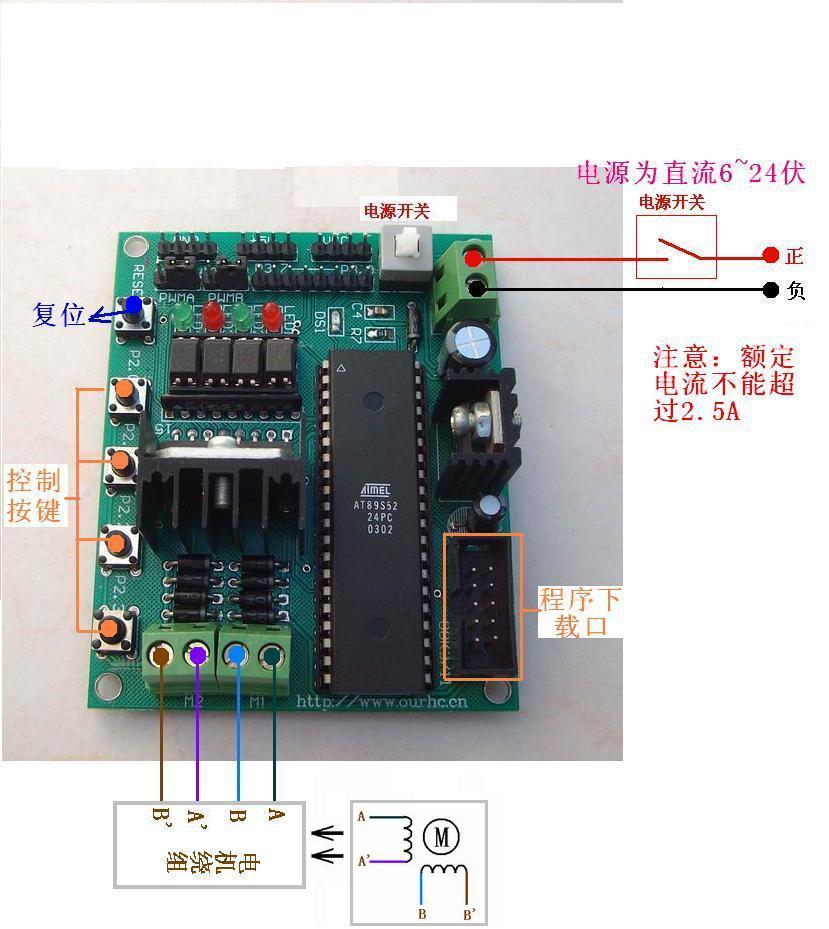 电源为直流6~24伏
电源开关
电源开关
正
负
注意：额定
电流不能超
过2.5A
复位
控制
按键
程序下
载口
PWMA
DS1
C4
R7
P2.3
ATMEL
AT89S52
24PC
0302
M2
M1
http://www.ourhc.cn
B'
A'
B
A
电机绕
组
A
A'
M
B
B'